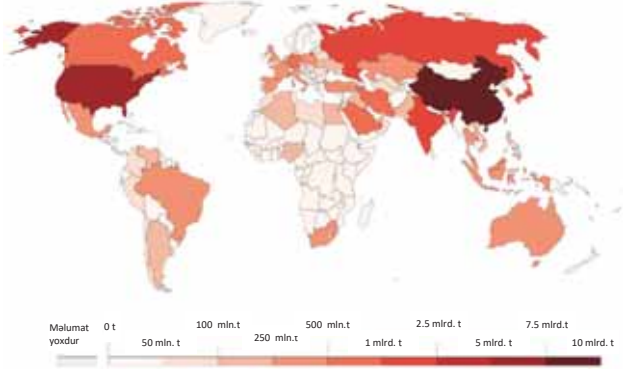 Məlumat yoxdur
0 t
50 mln. t
100 mln.t
250 mln.t
500 mln.t
1 mlrd. t
2.5 mlrd. t
5 mlrd. t
7.5 mlrd.t
10 mlrd. t